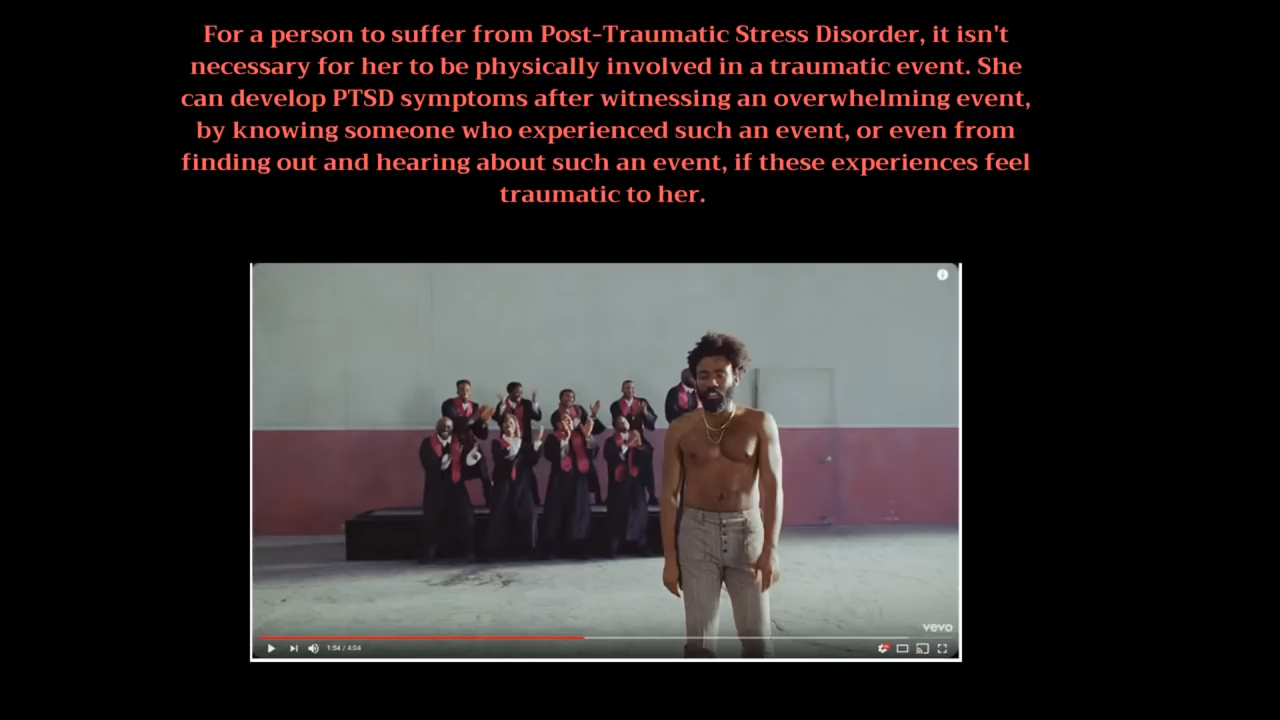 For a person to suffer from Post-Traumatic Stress Disorder, it isn't
necessary for her to be physically involved in a traumatic event. She
can develop PTSD symptoms after witnessing an overwhelming event,
by knowing someone who experienced such an event, or even from
finding out and hearing about such an event, if these experiences feel
traumatic to her.
vevo
1:54 / 4:04